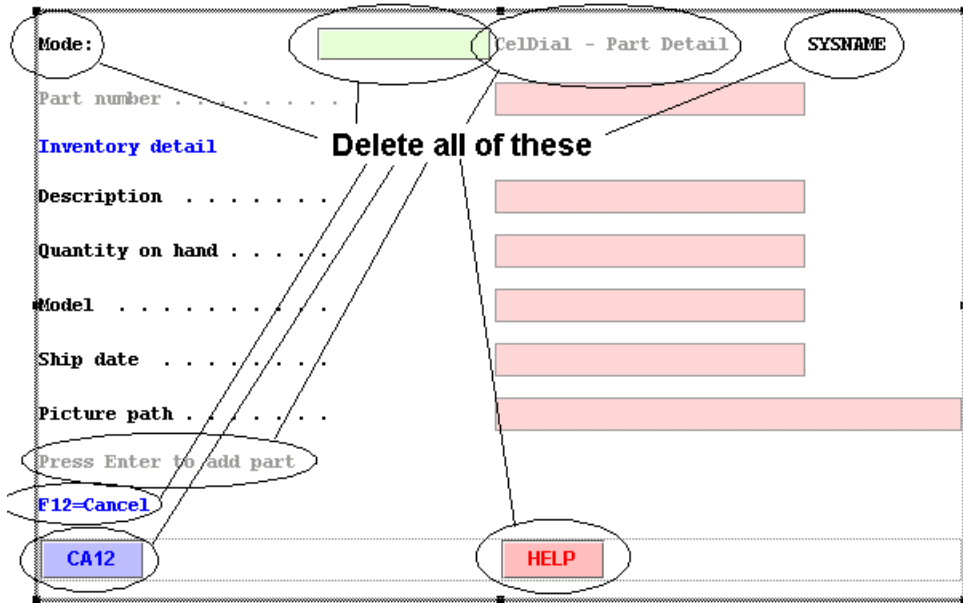 Mode: CelDial - Part Detail SYSNAME
Part number . . . . . . . .
Inventory detail
Delete all of these
Description . . . . . . .
Quantity on hand . . . . .
Model . . . . . . . . . .
Ship date . . . . . . . .
Picture path . . . . . . .
Press Enter to add part
F12=Cancel
CA12 HELP